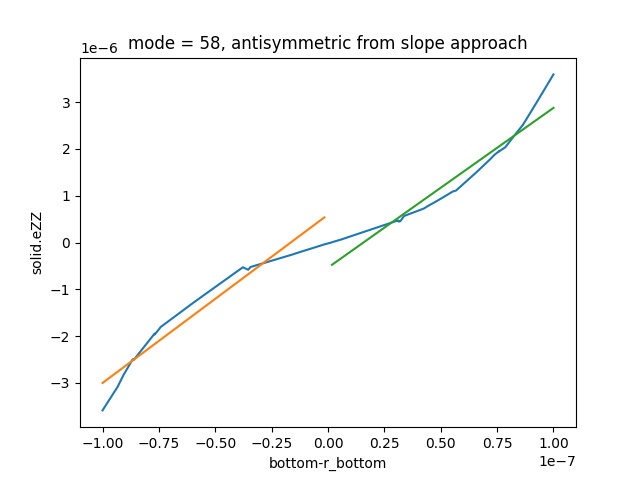 mode = 58, antisymmetric from slope approach
1e−6
3
2
1
0
−1
−2
−3
solid.eZZ
−1.00 −0.75 −0.50 −0.25 0.00 0.25 0.50 0.75 1.00
1e−7
bottom-r_bottom